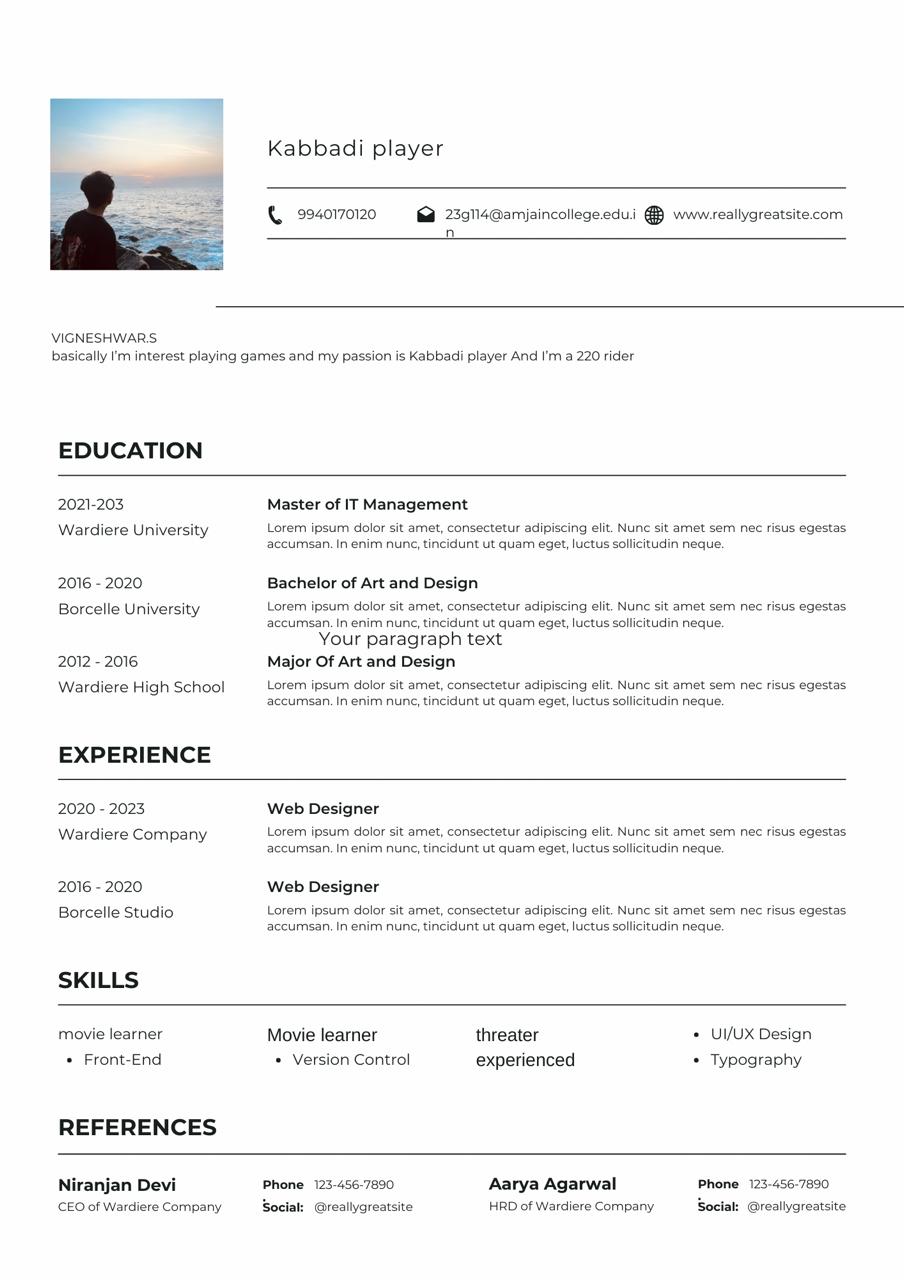 Kabbadi player
9940170120
23g114@amjaincollege.edu.i
n
www.reallygreatsite.com
VIGNESHWAR.S
basically I'm interest playing games and my passion is Kabbadi player And I'm a 220 rider
EDUCATION
2021-203
Wardiere University
Master of IT Management
Lorem ipsum dolor sit amet, consectetur adipiscing elit. Nunc sit amet sem nec risus egestas
accumsan. In enim nunc, tincidunt ut quam eget, luctus sollicitudin neque.
2016 - 2020
Borcelle University
Bachelor of Art and Design
Lorem ipsum dolor sit amet, consectetur adipiscing elit. Nunc sit amet sem nec risus egestas
accumsan. In enim nunc, tincidunt ut quam eget, luctus sollicitudin neque.
Your paragraph text
2012 - 2016
Wardiere High School
Major Of Art and Design
Lorem ipsum dolor sit amet, consectetur adipiscing elit. Nunc sit amet sem nec risus egestas
accumsan. In enim nunc, tincidunt ut quam eget, luctus sollicitudin neque.
EXPERIENCE
2020 - 2023
Wardiere Company
Web Designer
Lorem ipsum dolor sit amet, consectetur adipiscing elit. Nunc sit amet sem nec risus egestas
accumsan. In enim nunc, tincidunt ut quam eget, luctus sollicitudin neque.
2016 - 2020
Borcelle Studio
Web Designer
Lorem ipsum dolor sit amet, consectetur adipiscing elit. Nunc sit amet sem nec risus egestas
accumsan. In enim nunc, tincidunt ut quam eget, luctus sollicitudin neque.
SKILLS
movie learner
• Front-End
Movie learner
• Version Control
threater
experienced
• UI/UX Design
• Typography
REFERENCES
Niranjan Devi
CEO of Wardiere Company
Phone 123-456-7890
:
Social: @reallygreatsite
Aarya Agarwal
HRD of Wardiere Company
Phone 123-456-7890
:
Social: @reallygreatsite